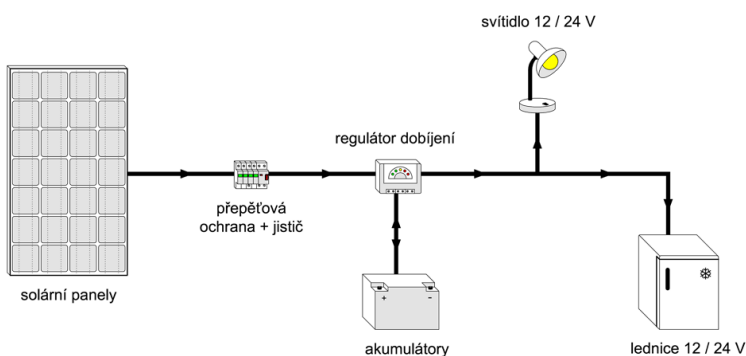 svítidlo 12 / 24 V
regulátor dobíjení
přepěťová
ochrana + jistič
solární panely
+ -
akumulátory
lednice 12 / 24 V